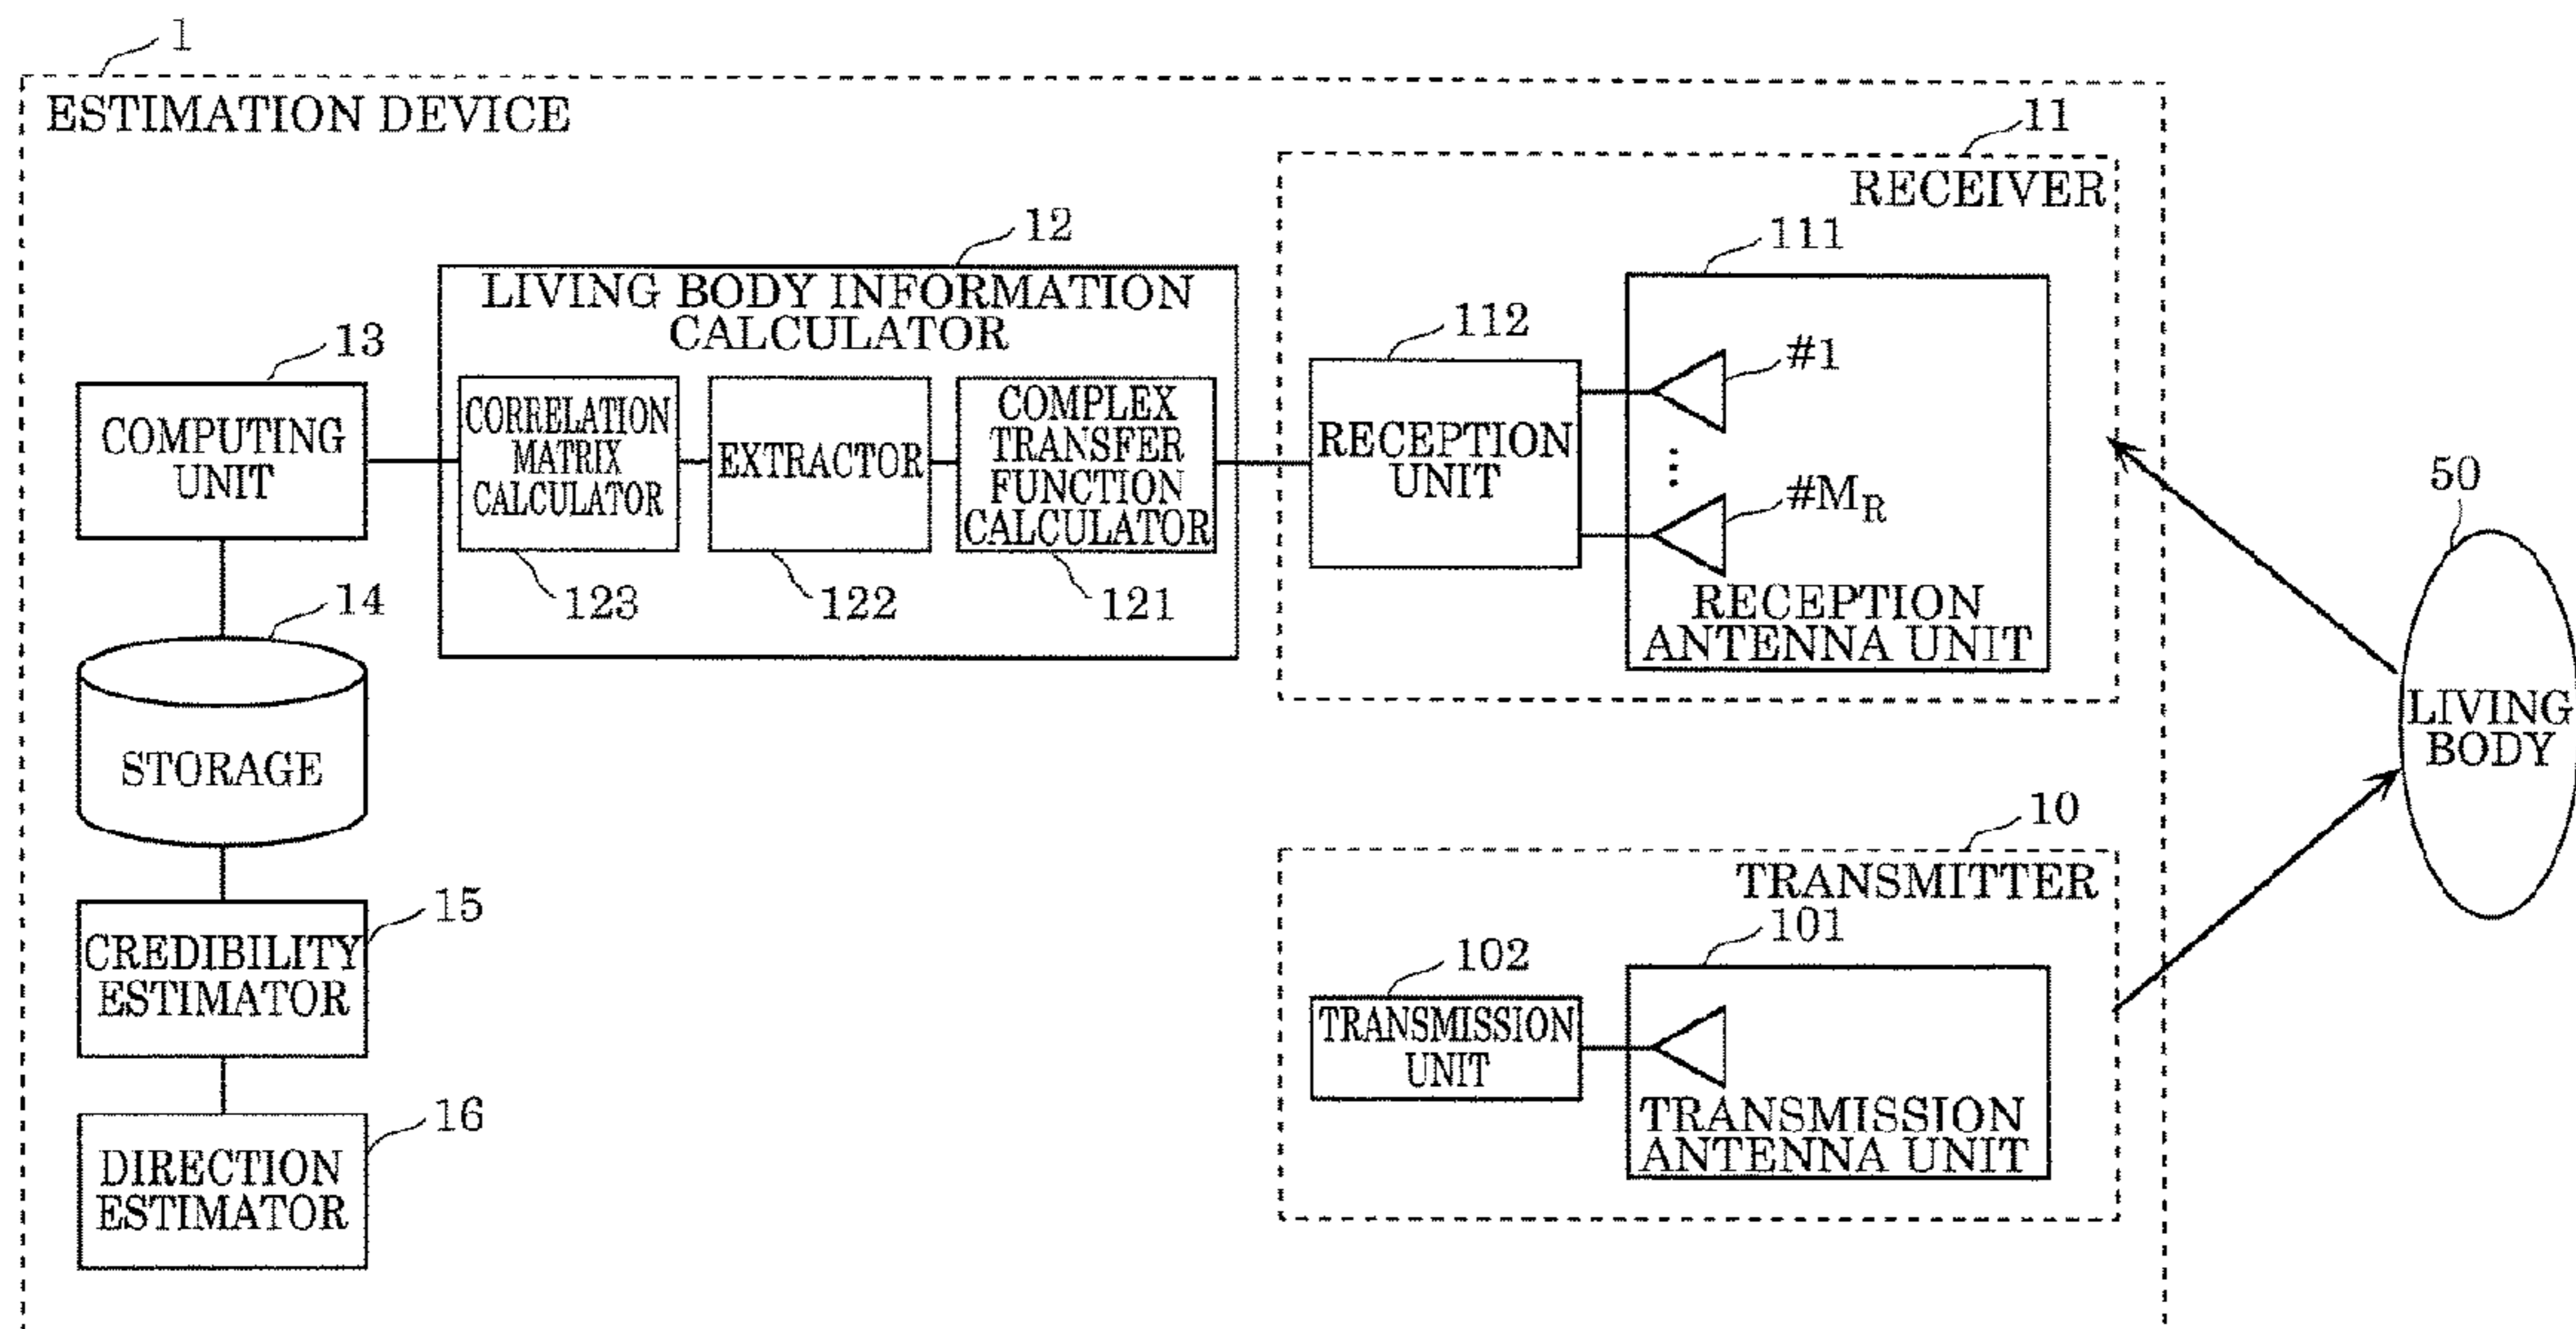 1
ESTIMATION DEVICE
11
RECEIVER
12
LIVING BODY INFORMATION
CALCULATOR
111
112
#1
13
COMPUTING
UNIT
CORRELATION
MATRIX
CALCULATOR
EXTRACTOR
COMPLEX
TRANSFER
FUNCTION
CALCULATOR
RECEPTION
UNIT
...
#MR
123
122
121
RECEPTION
ANTENNA UNIT
50
LIVING
BODY
14
STORAGE
10
TRANSMITTER
15
CREDIBILITY
ESTIMATOR
102
101
TRANSMISSION
UNIT
TRANSMISSION
ANTENNA UNIT
16
DIRECTION
ESTIMATOR